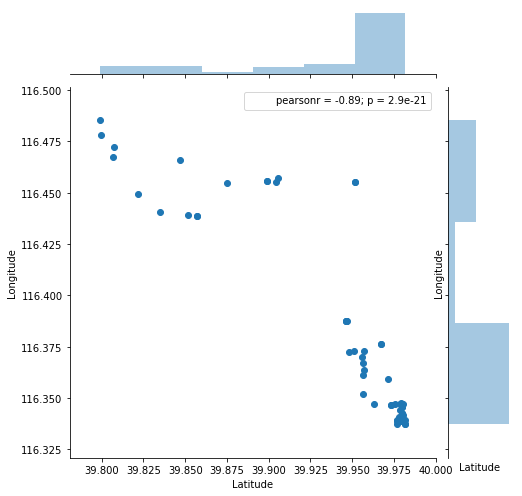 116.500
pearsonr = -0.89; p = 2.9e-21
116.475
116.450
116.425
116.400
116.375
116.350
116.325
Longitude
Longitude
39.800 39.825 39.850 39.875 39.900 39.925 39.950 39.975 40.000
Latitude
Latitude